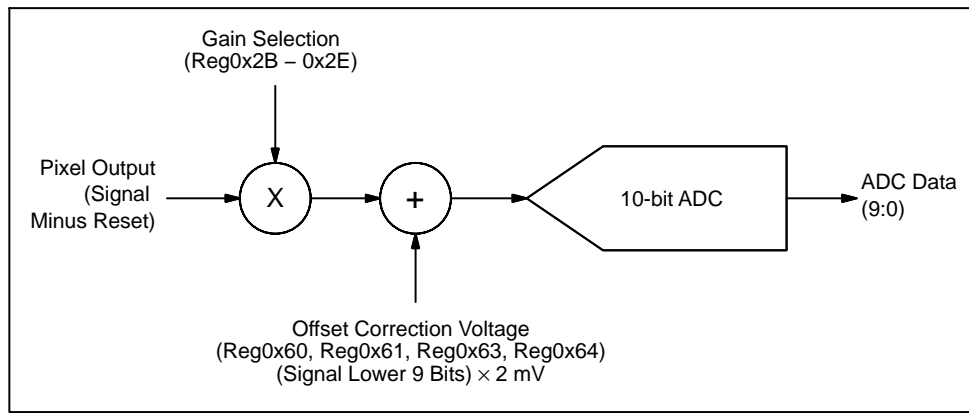 Gain Selection
(Reg0x2B – 0x2E)
Pixel Output
(Signal
Minus Reset)
X
+
10-bit ADC
ADC Data
(9:0)
Offset Correction Voltage
(Reg0x60, Reg0x61, Reg0x63, Reg0x64)
(Signal Lower 9 Bits) × 2 mV